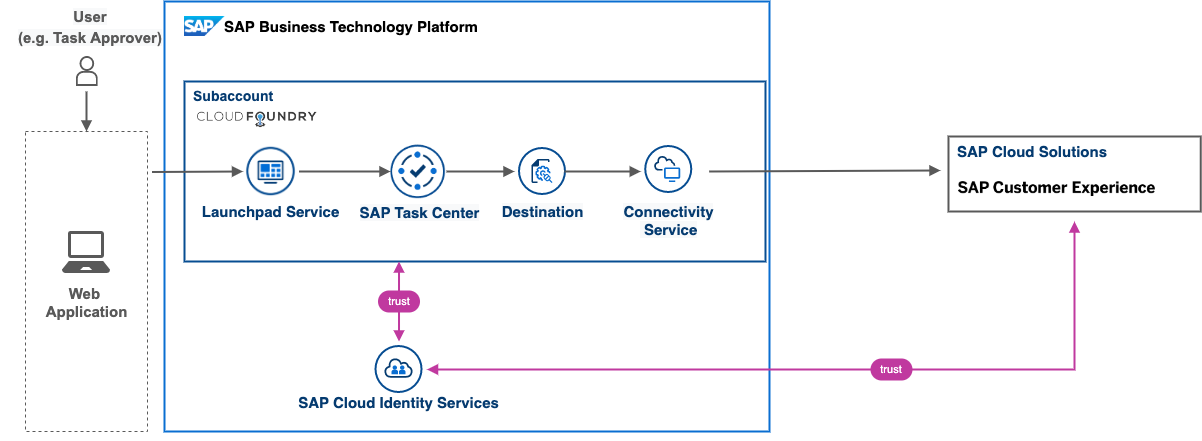 User
(e.g. Task Approver)
SAP SAP Business Technology Platform
Subaccount
CLOUD FOUNDRY
Launchpad Service
SAP Task Center
Destination
Connectivity
Service
SAP Cloud Solutions
SAP Customer Experience
Web
Application
trust
trust
SAP Cloud Identity Services